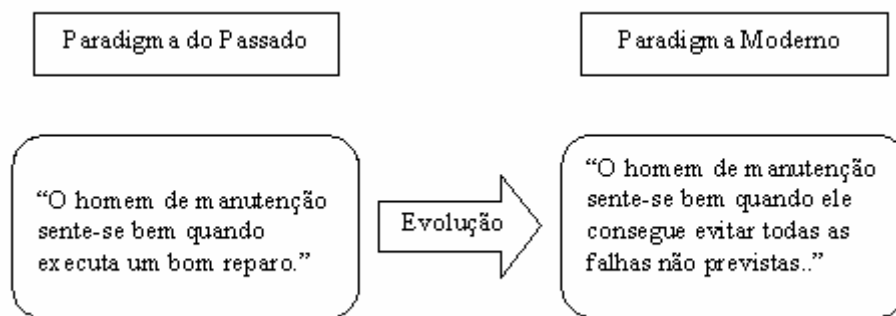 Paradigma do Passado
Paradigma Moderno
“O homem de manutenção
sente-se bem quando
executa um bom reparo.”
Evolução
“O homem de manutenção
sente-se bem quando ele
consegue evitar todas as
falhas não previstas..”